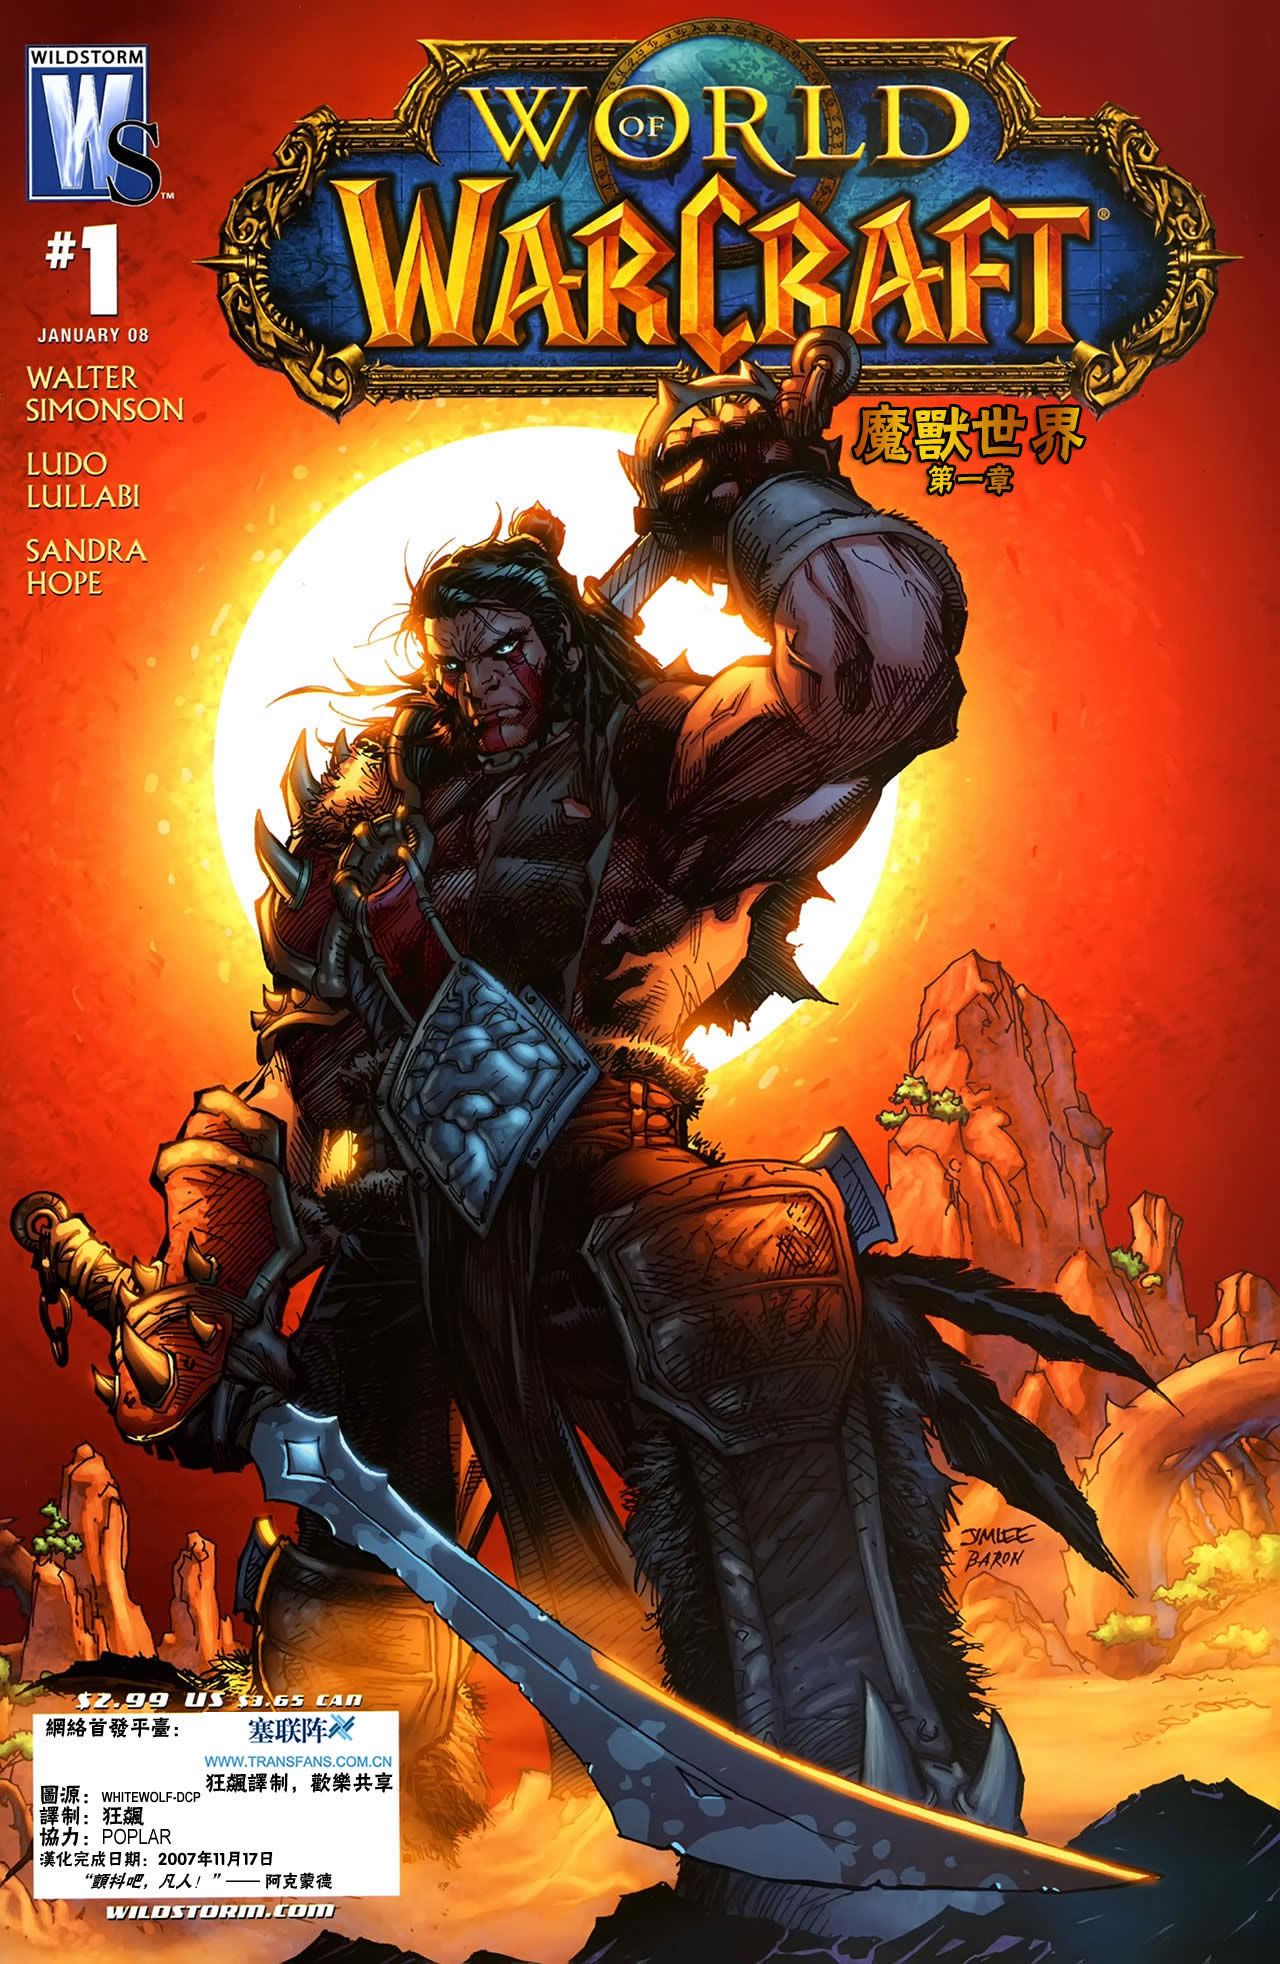 WILDSTORM
WS™
#1
JANUARY 08
WALTER
SIMONSON
LUDO
LULLABI
SANDRA
HOPE
WORLD OF
WARCRAFT®
魔獸世界
第一章
JIMLEE
BARON
$2.99 US $3.65 CAN
網絡首發平臺： 塞联阵
WWW.TRANSFANS.COM.CN
狂飆譯制，歡樂共享
圖源：WHITEWOLF-DCP
譯制：狂飆
協力：POPLAR
漢化完成日期：2007年11月17日
“顫抖吧，凡人！”——阿克蒙德
WILDSTORM.COM